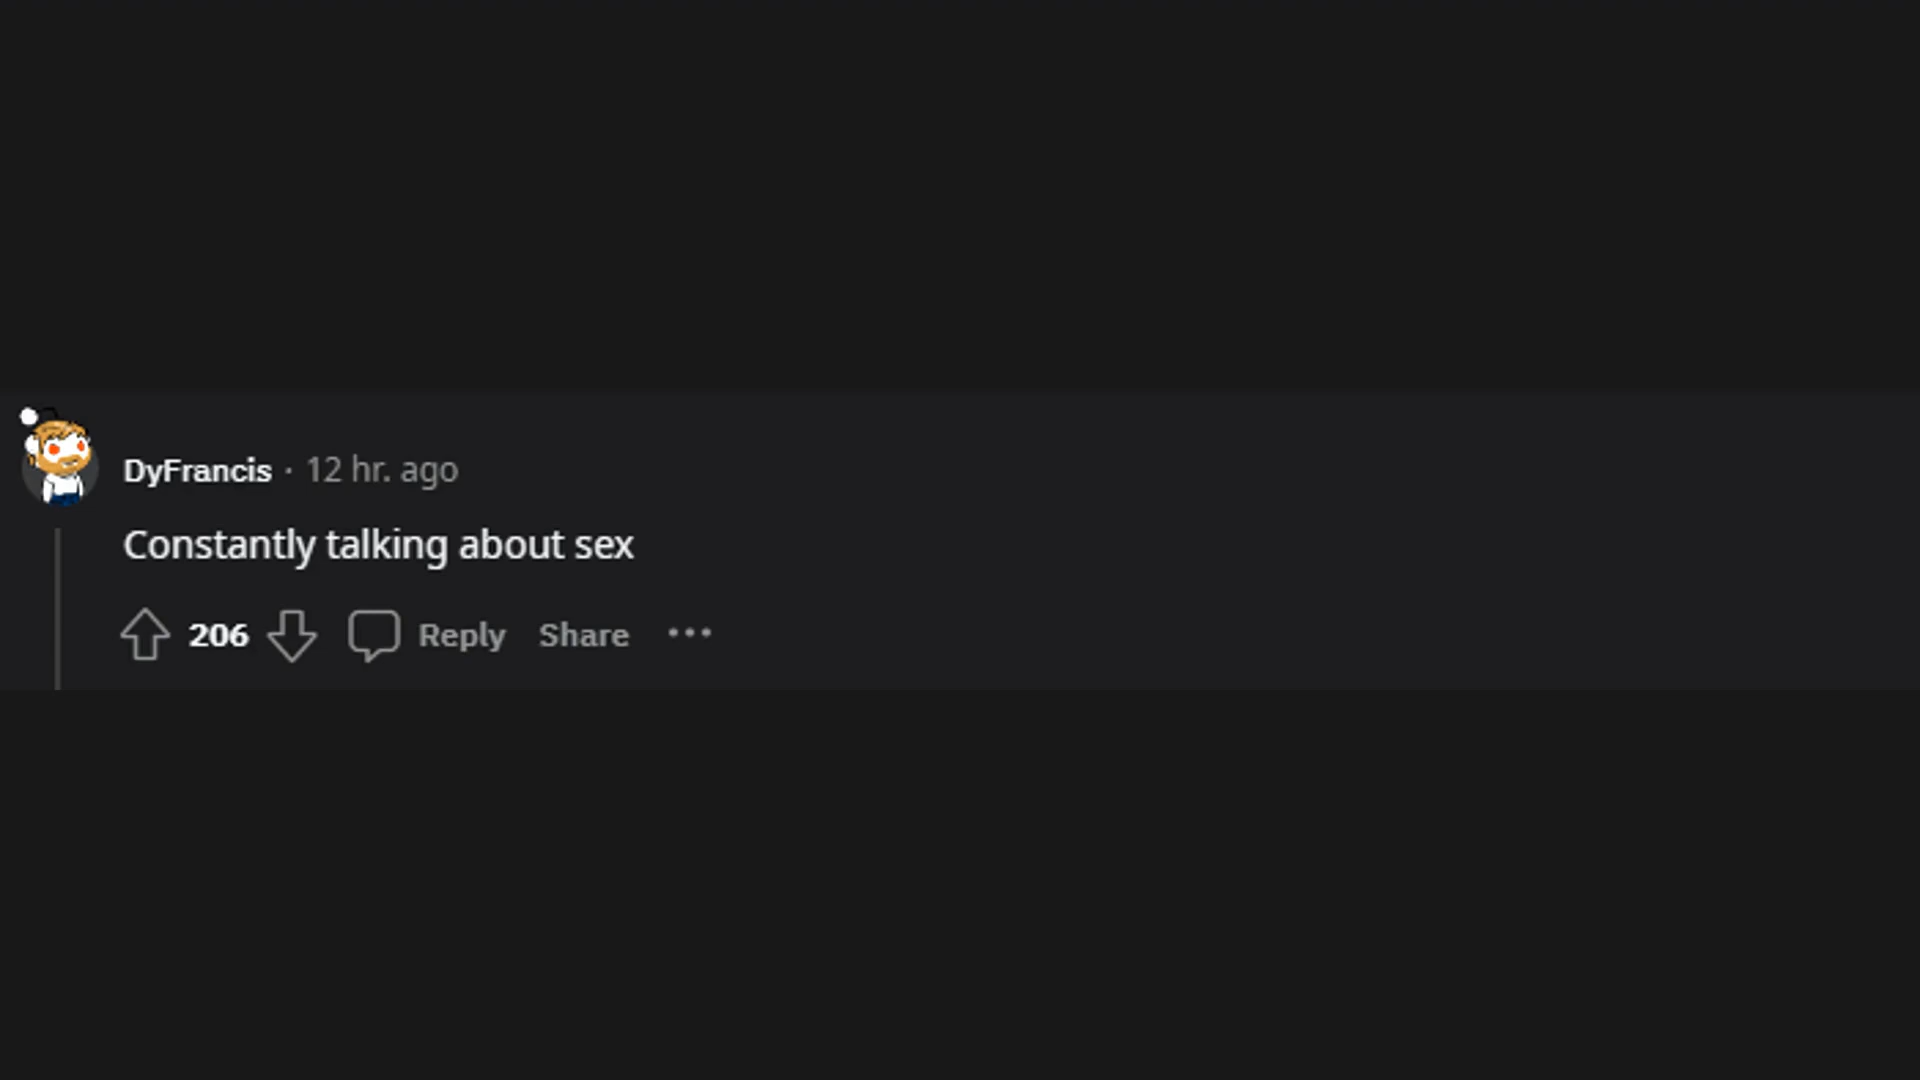 DyFrancis · 12 hr. ago
Constantly talking about sex
206 Reply Share ···